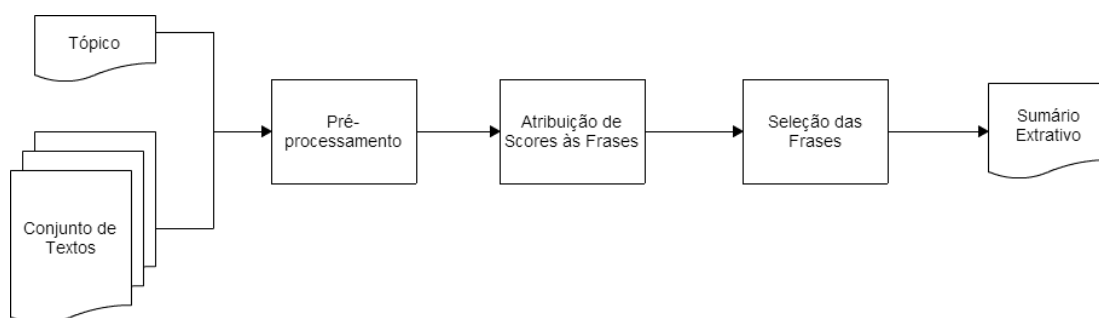 Tópico
Conjunto de
Textos
Pré-
processamento
Atribuição de
Scores às Frases
Seleção das
Frases
Sumário
Extrativo